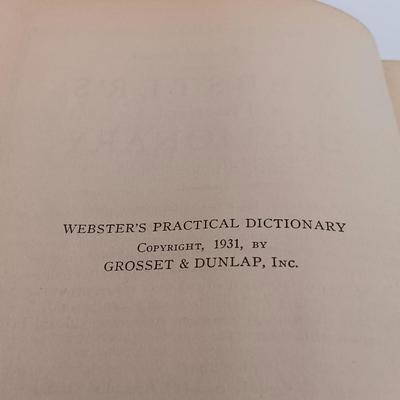 WEBSTER'S PRACTICAL DICTIONARY
COPYRIGHT, 1931, BY
GROSSET & DUNLAP, INC.